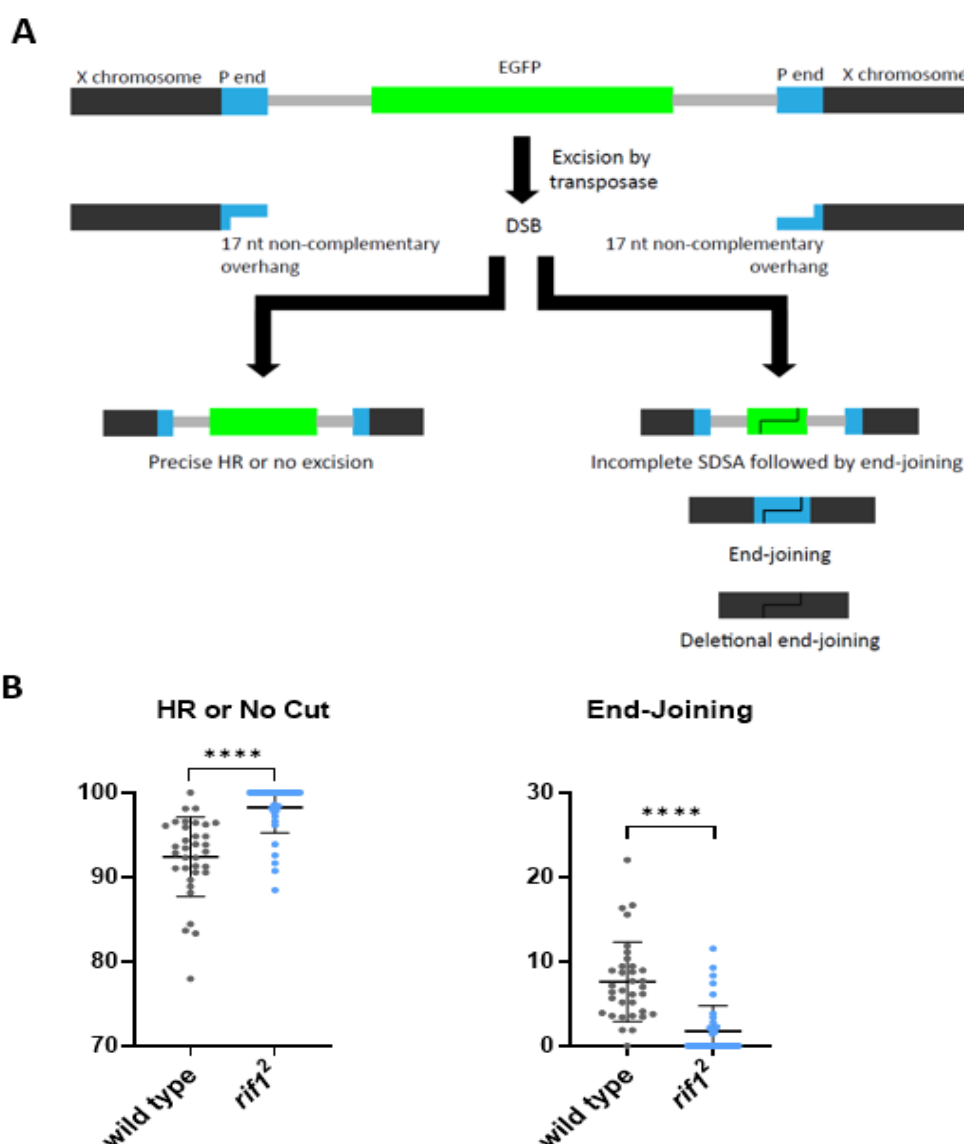 A
X chromosome P end EGFP P end X chromosome
Excision by
transposase
DSB
17 nt non-complementary
overhang
17 nt non-complementary
overhang
Precise HR or no excision
Incomplete SDSA followed by end-joining
End-joining
Deletional end-joining
B
HR or No Cut
****
100
90
80
70
wild type
rif1²
End-Joining
****
30
20
10
0
wild type
rif1²